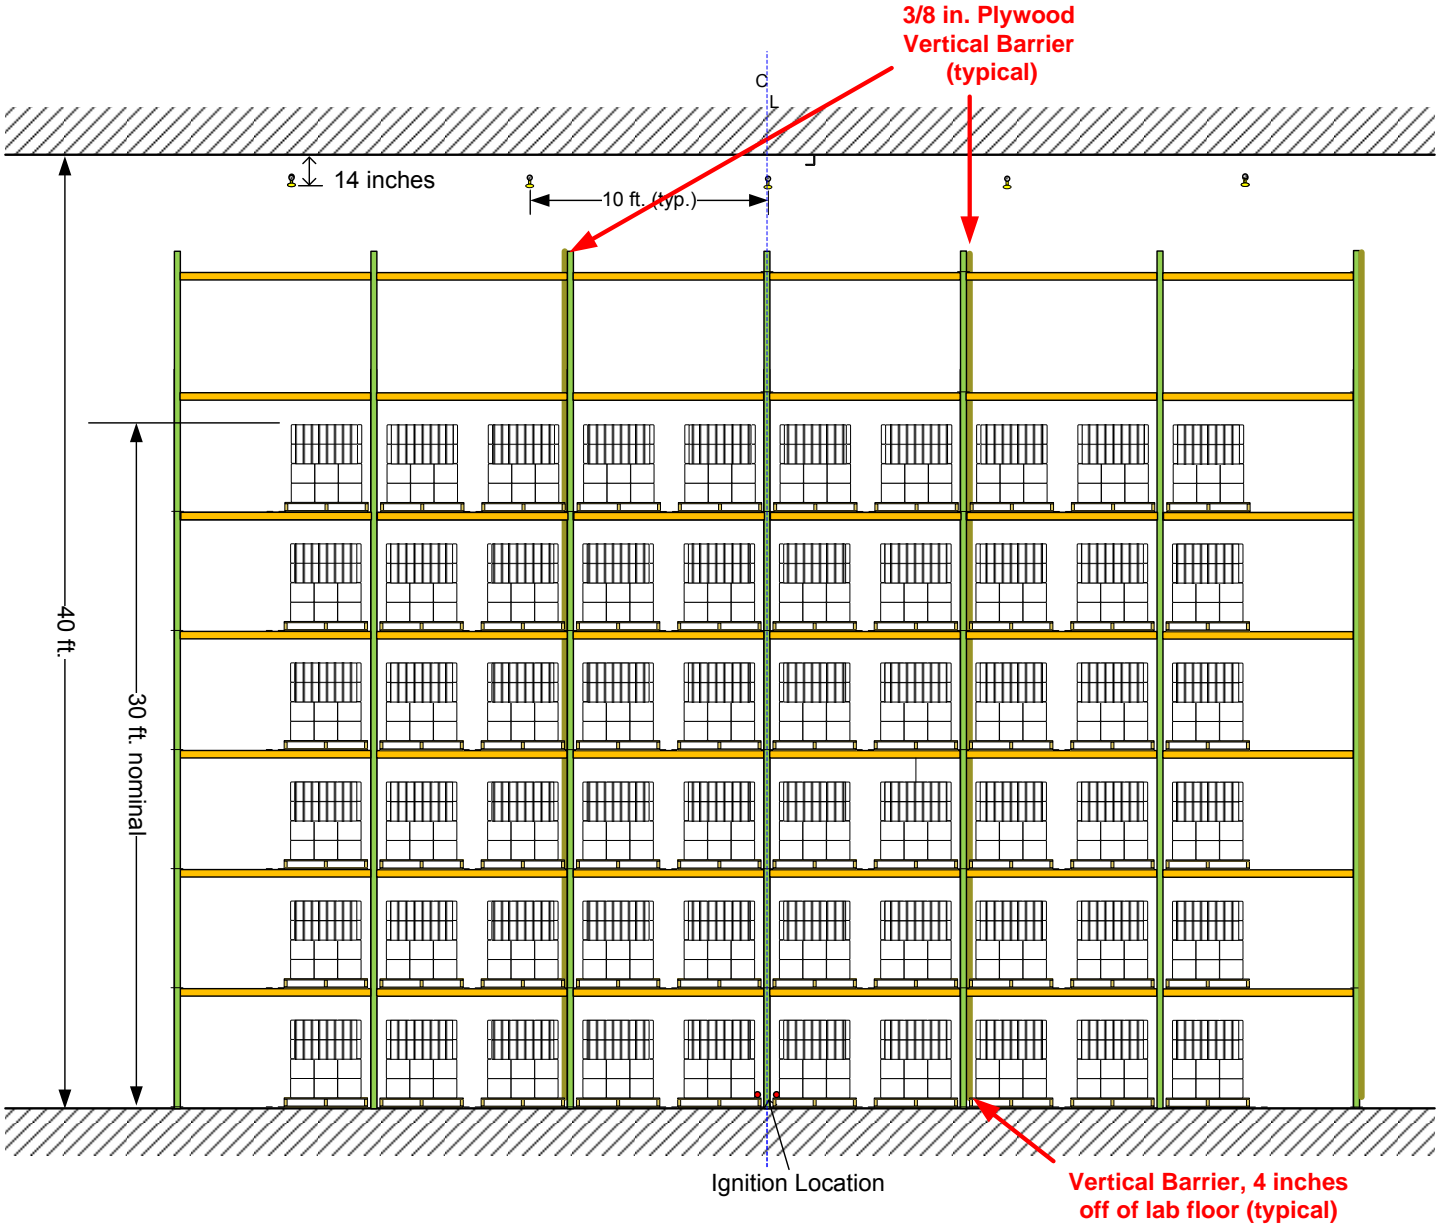 3/8 in. Plywood
Vertical Barrier
(typical)
C
L
14 inches
10 ft. (typ.)
40 ft.
30 ft. nominal
Ignition Location
Vertical Barrier, 4 inches
off of lab floor (typical)